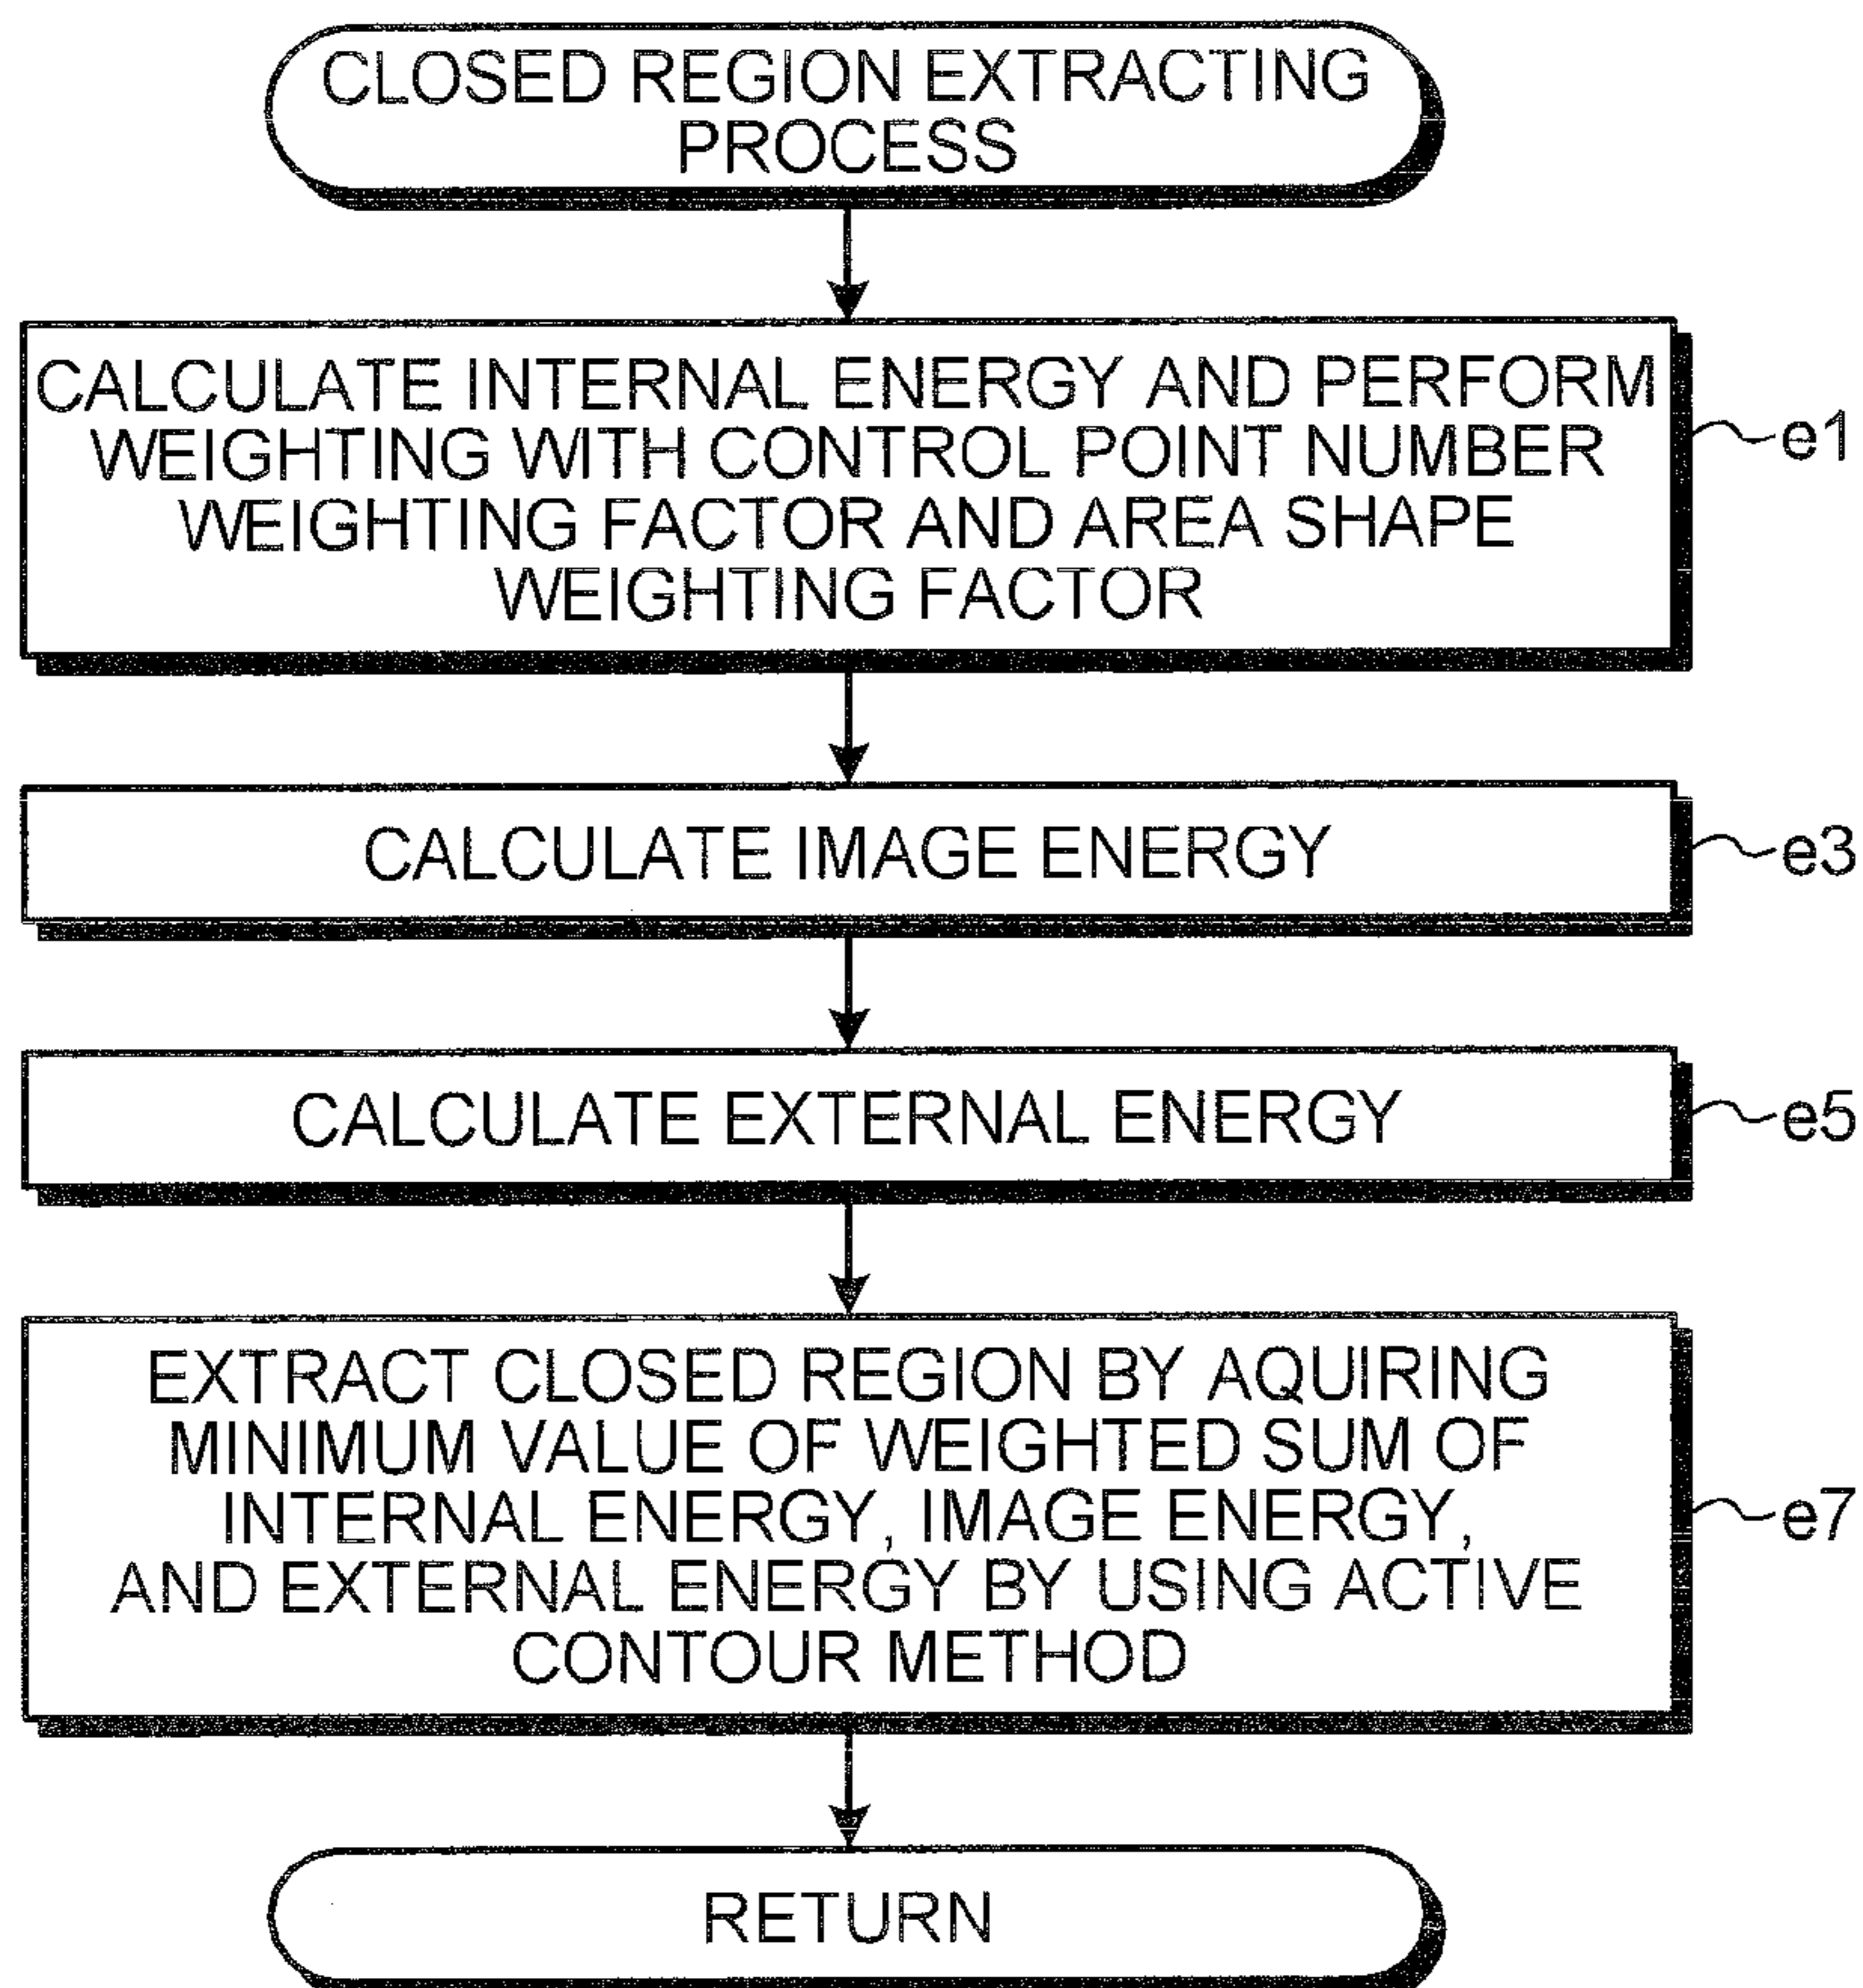 CLOSED REGION EXTRACTING
PROCESS
CALCULATE INTERNAL ENERGY AND PERFORM
WEIGHTING WITH CONTROL POINT NUMBER
WEIGHTING FACTOR AND AREA SHAPE
WEIGHTING FACTOR
e1
CALCULATE IMAGE ENERGY
e3
CALCULATE EXTERNAL ENERGY
e5
EXTRACT CLOSED REGION BY AQUIRING
MINIMUM VALUE OF WEIGHTED SUM OF
INTERNAL ENERGY, IMAGE ENERGY,
AND EXTERNAL ENERGY BY USING ACTIVE
CONTOUR METHOD
e7
RETURN